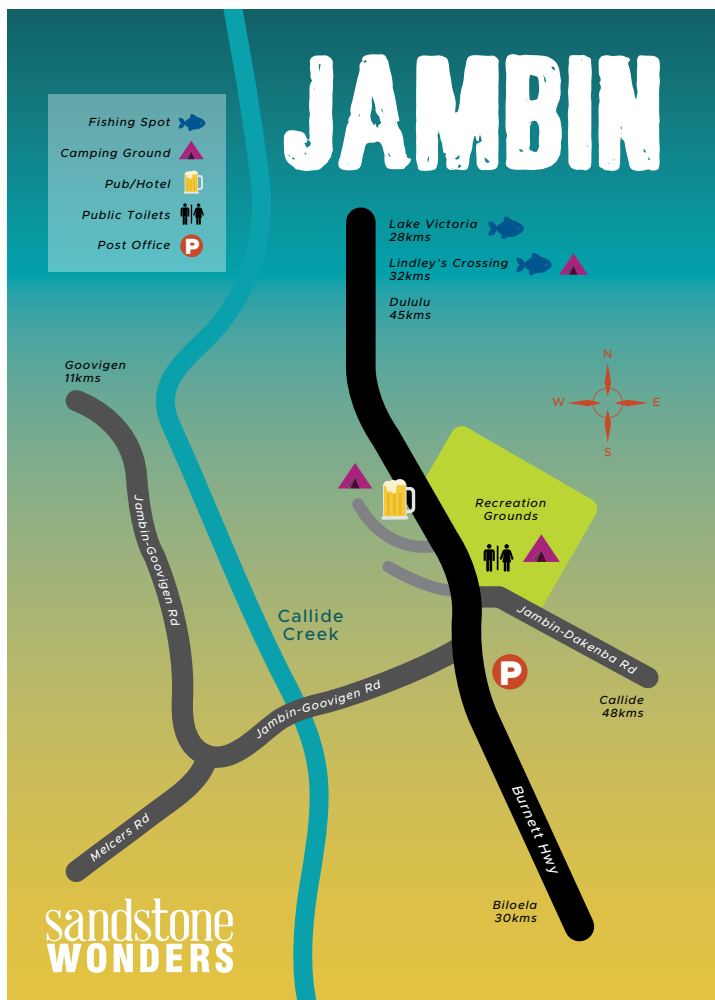 JAMBIN
Fishing Spot
Camping Ground
Pub/Hotel
Public Toilets
Post Office
P
Lake Victoria
28kms
Lindley's Crossing
32kms
Dululu
45kms
N
W
E
S
Goovigen
11kms
Recreation
Grounds
Jambin-Goovigen Rd
Callide
Creek
Jambin-Dakenba Rd
P
Callide
48kms
Jambin-Goovigen Rd
Melcers Rd
Burnett Hwy
Biloela
30kms
sandstone
WONDERS